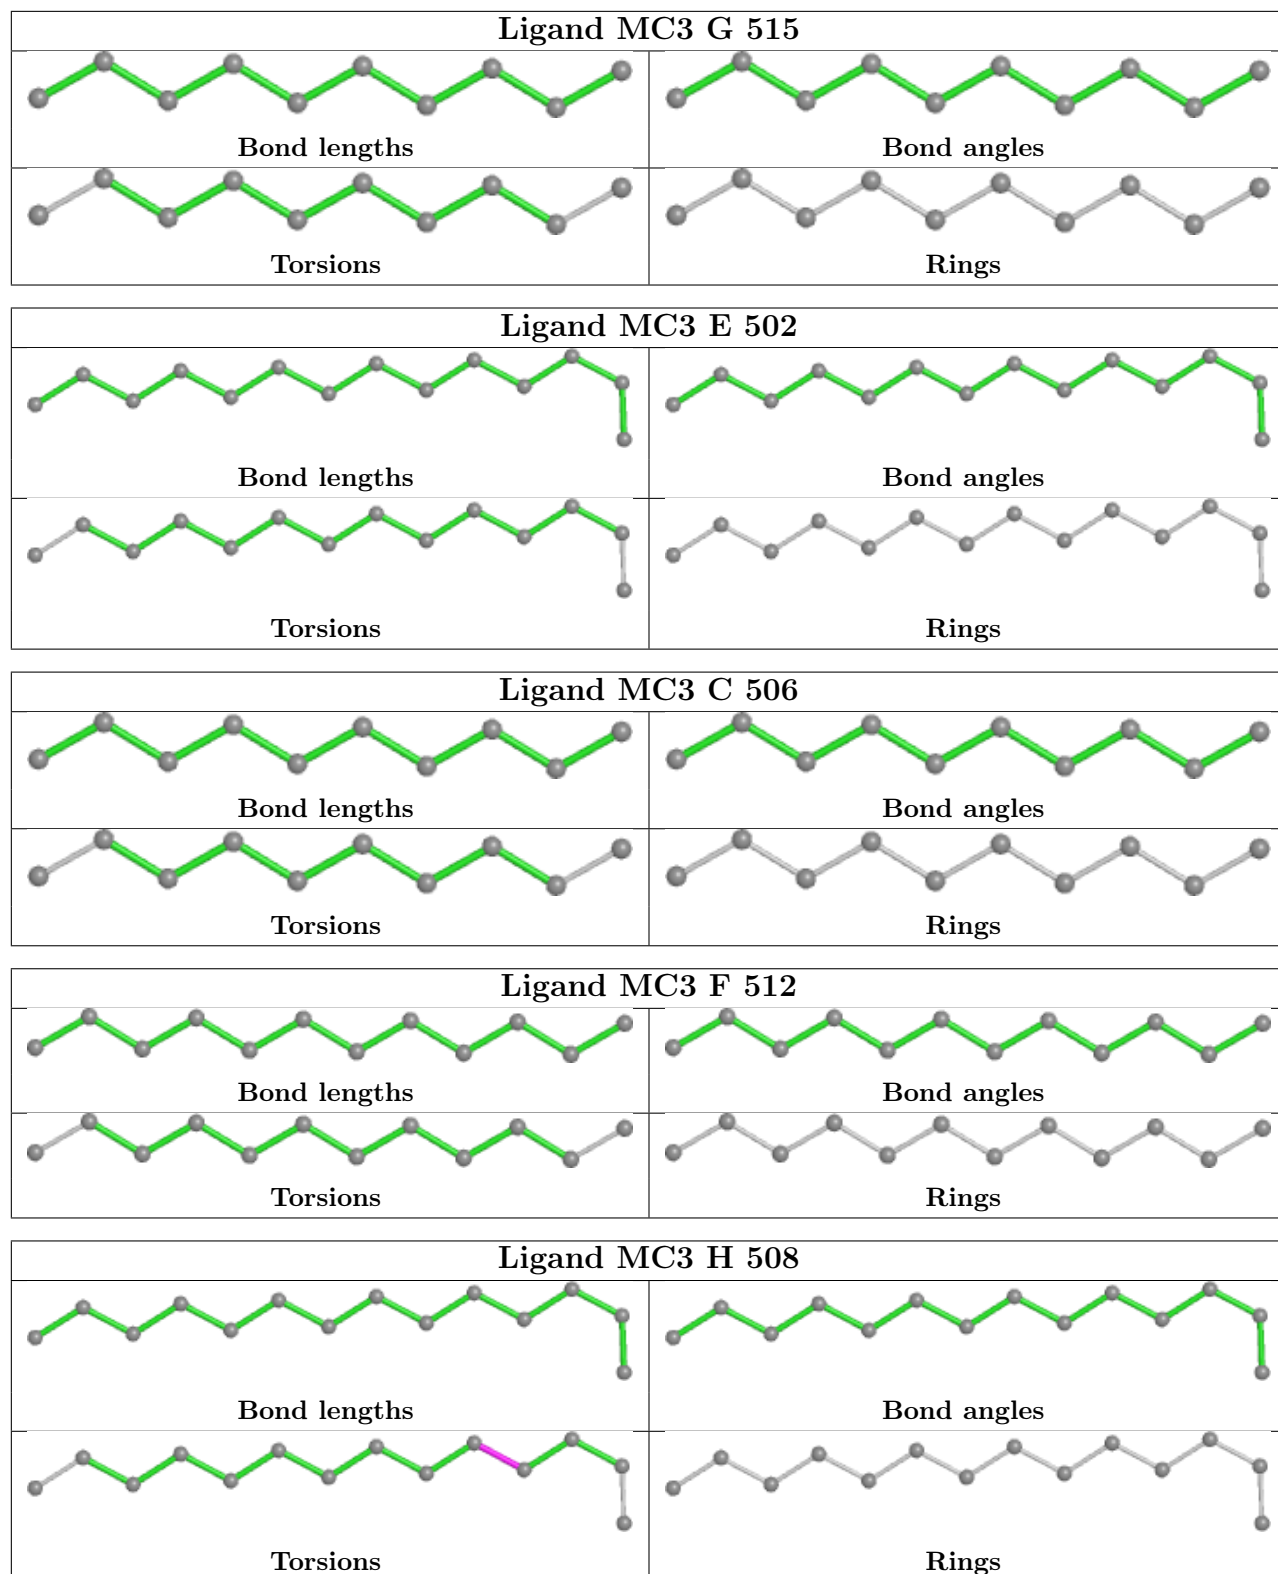 Ligand MC3 G 515
Bond lengths
Bond angles
Torsions
Rings
Ligand MC3 E 502
Bond lengths
Bond angles
Torsions
Rings
Ligand MC3 C 506
Bond lengths
Bond angles
Torsions
Rings
Ligand MC3 F 512
Bond lengths
Bond angles
Torsions
Rings
Ligand MC3 H 508
Bond lengths
Bond angles
Torsions
Rings